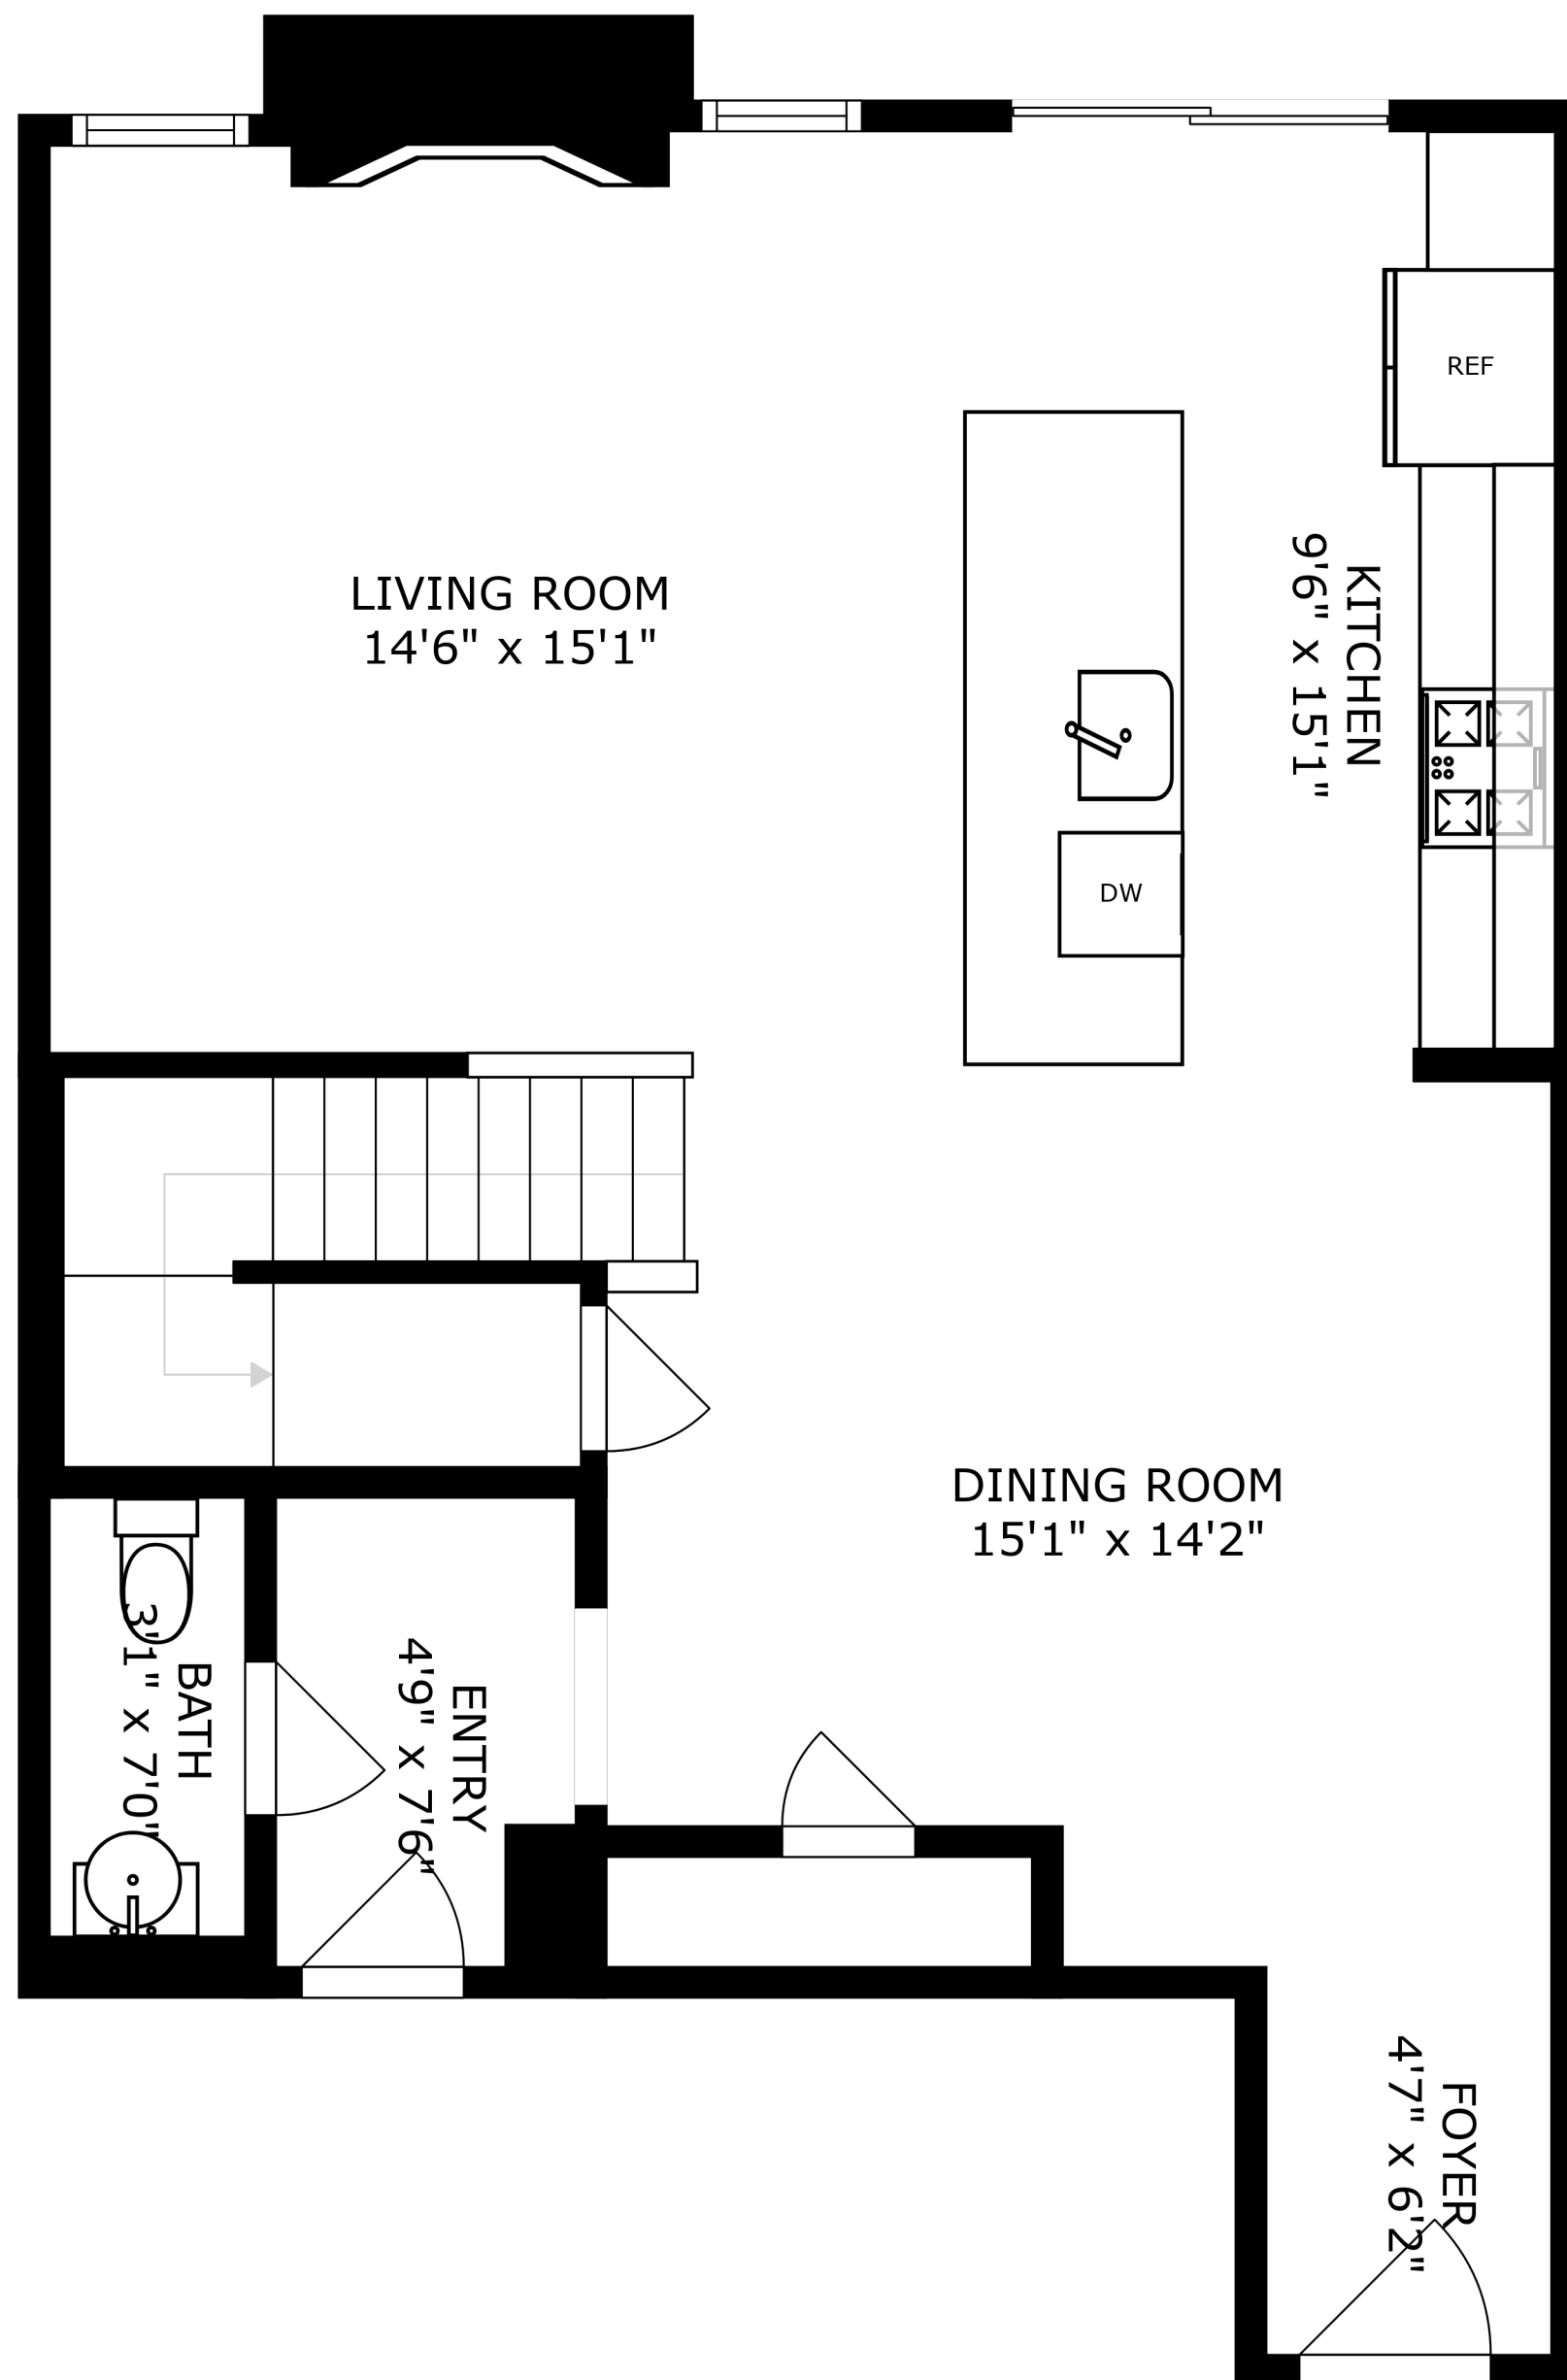 REF
KITCHEN
9'6" x 15'1"
LIVING ROOM
14'6" x 15'1"
DW
DINING ROOM
15'1" x 14'2"
BATH
3'1" x 7'0"
ENTRY
4'9" x 7'6"
FOYER
4'7" x 6'2"